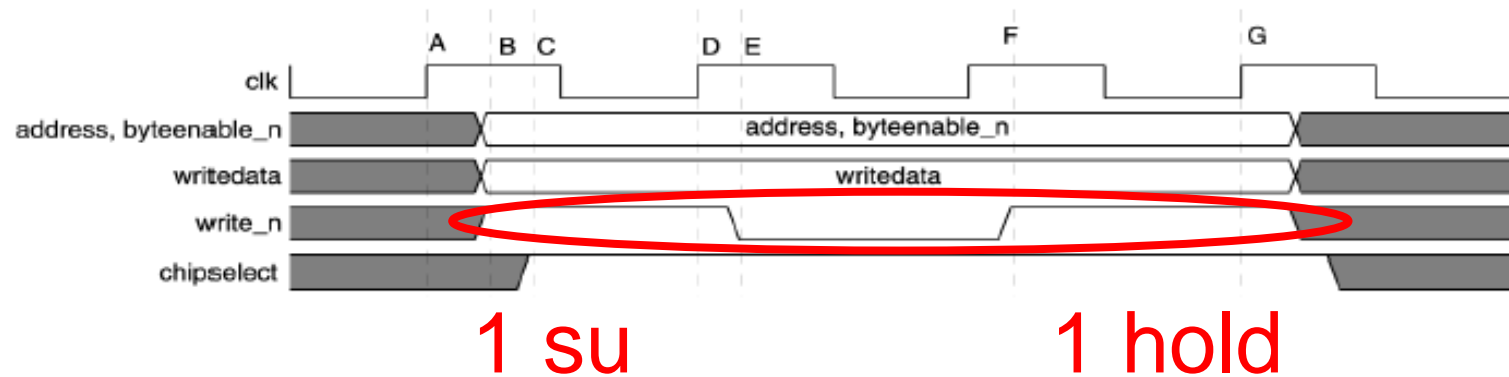 A B C D E F G
clk
address, byteenable_n address, byteenable_n
writedata writedata
write_n
chipselect
1 su 1 hold